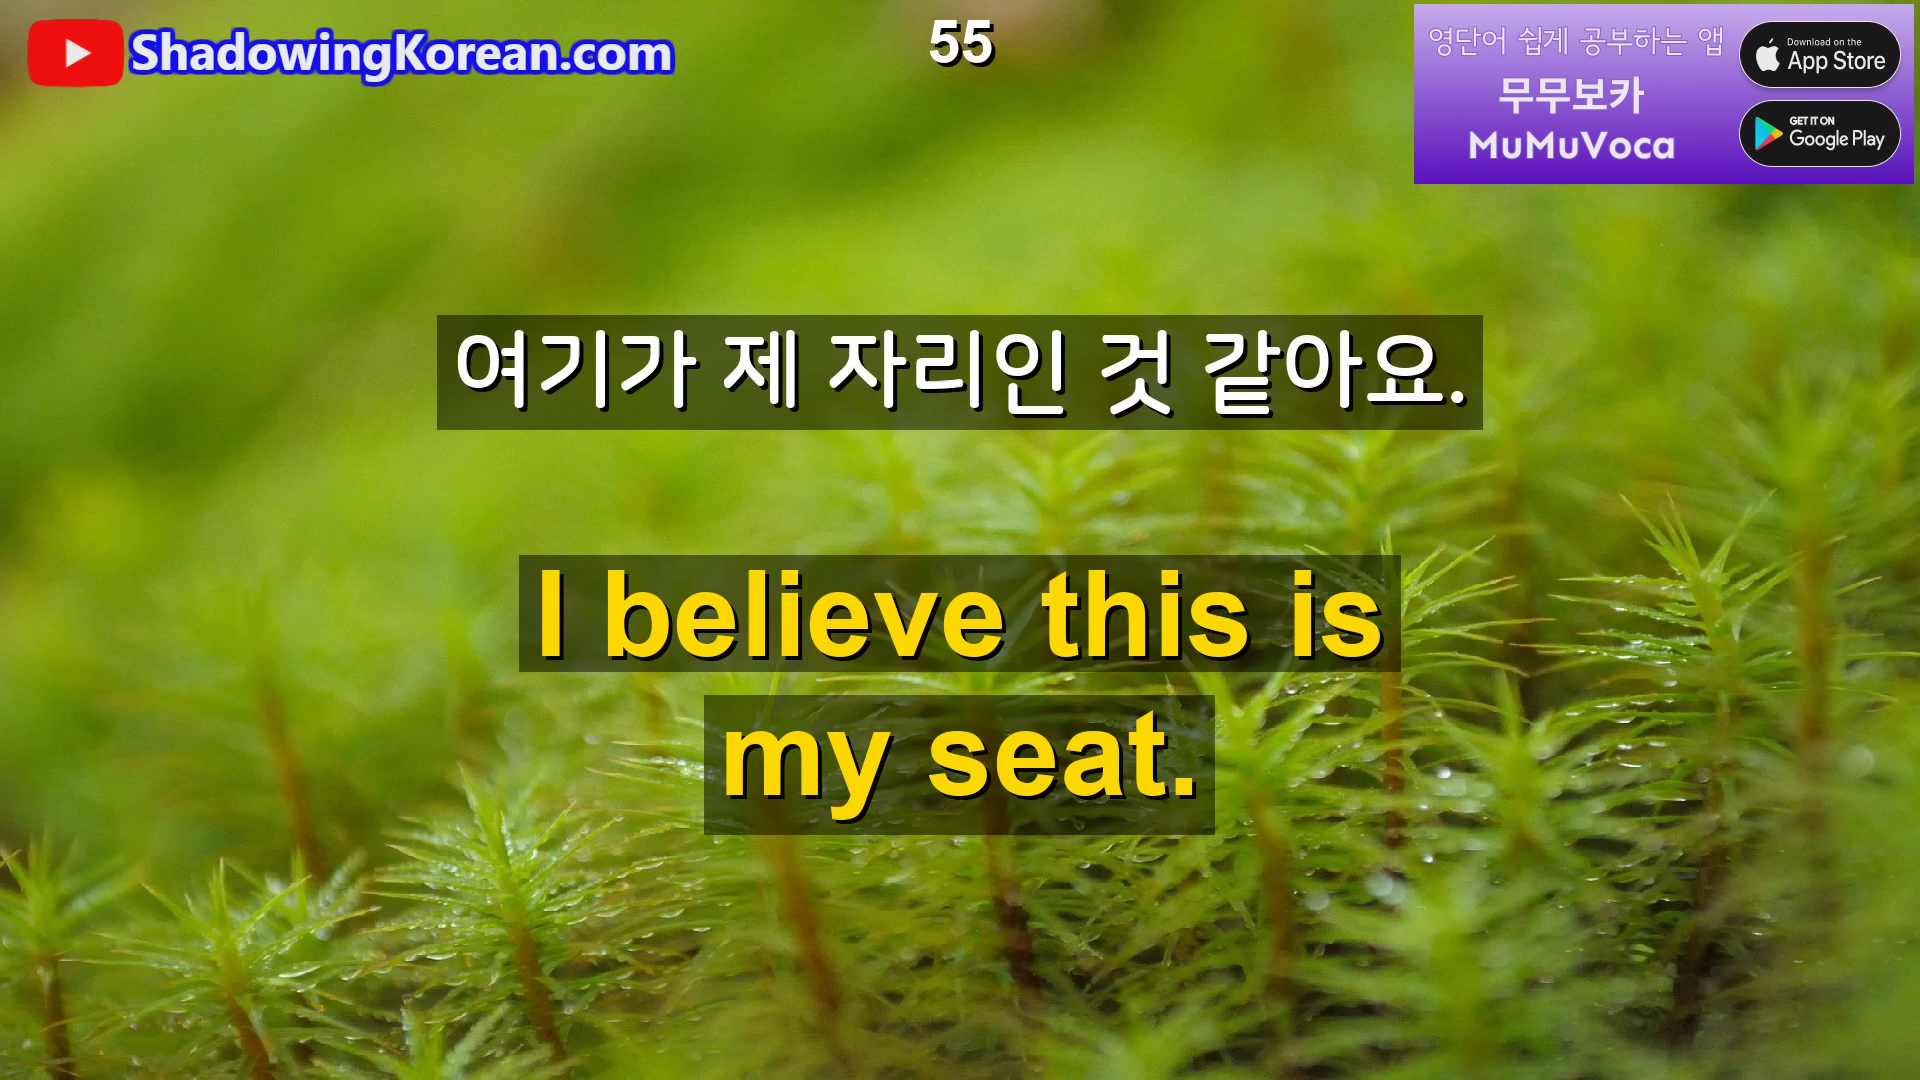 ShadowingKorean.com
55
영단어 쉽게 공부하는 앱
무무보카
MuMuVoca
Download on the
App Store
GET IT ON
Google Play
여기가 제 자리인 것 같아요.
I believe this is
my seat.